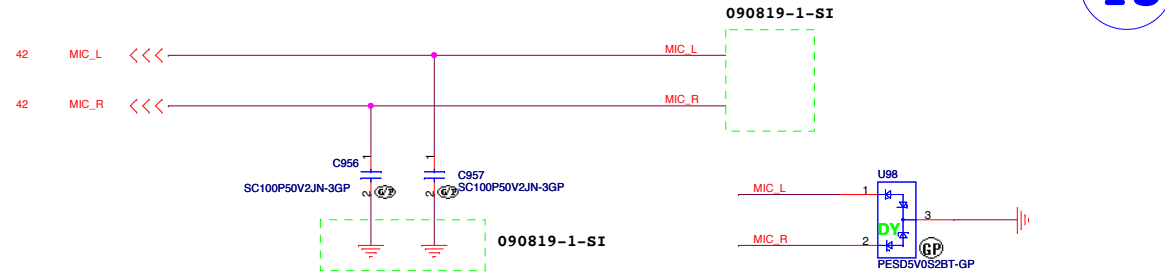 090819-1-SI
42 MIC_L MIC_L
42 MIC_R MIC_R
C956
1
SC100P50V2JN-3GP
2 G/P
1
C957
SC100P50V2JN-3GP
2 G/P
090819-1-SI
U98
MIC_L 1
3
DY
MIC_R 2
GP
PESD5V0S2BT-GP